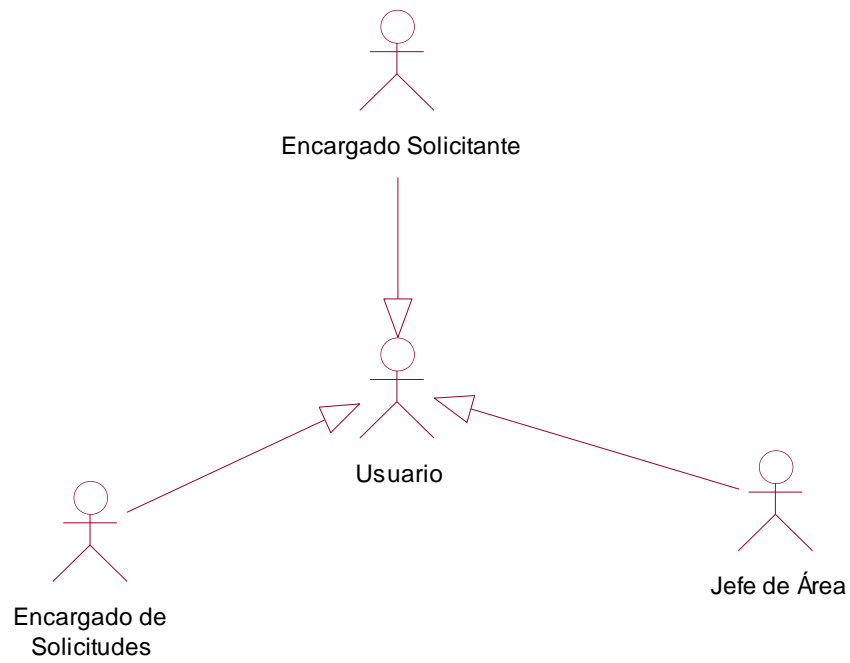 Encargado Solicitante
Usuario
Jefe de Área
Encargado de
Solicitudes